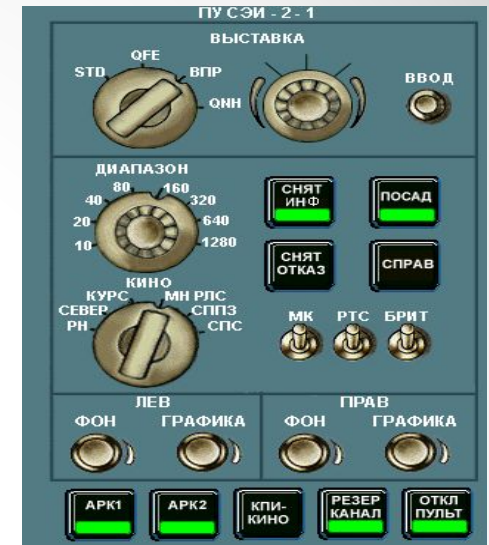 ПУ СЭИ - 2 - 1
ВЫСТАВКА
QFE
STD ВПР
QNH
ВВОД
ДИАПАЗОН
80 160
40 320
20 640
10 1280
СНЯТ
ИНФ
ПОСАД
СНЯТ
ОТКАЗ
СПРАВ
КИНО
КУРС МН РЛС
СЕВЕР СППЗ
РН СПС
МК РТС БРИТ
ЛЕВ ПРАВ
ФОН ГРАФИКА ФОН ГРАФИКА
АРК1
АРК2
КПИ-
КИНО
РЕЗЕР
КАНАЛ
ОТКЛ
ПУЛЬТ